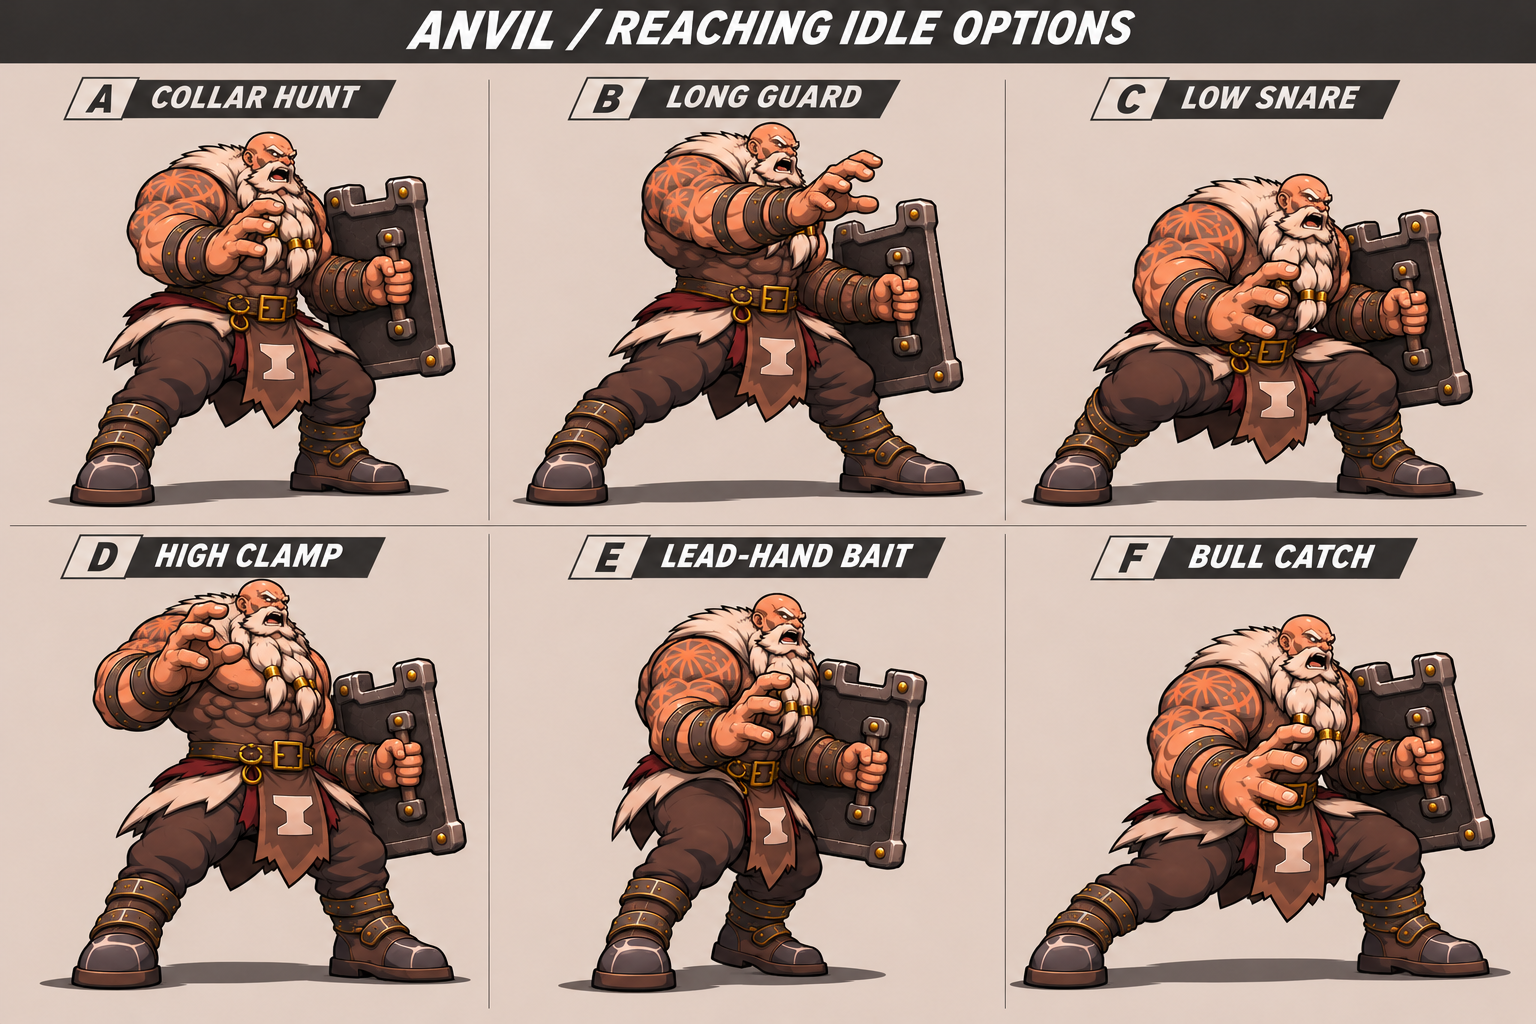 ANVIL / REACHING IDLE OPTIONS
A COLLAR HUNT
B LONG GUARD
C LOW SNARE
D HIGH CLAMP
E LEAD-HAND BAIT
F BULL CATCH